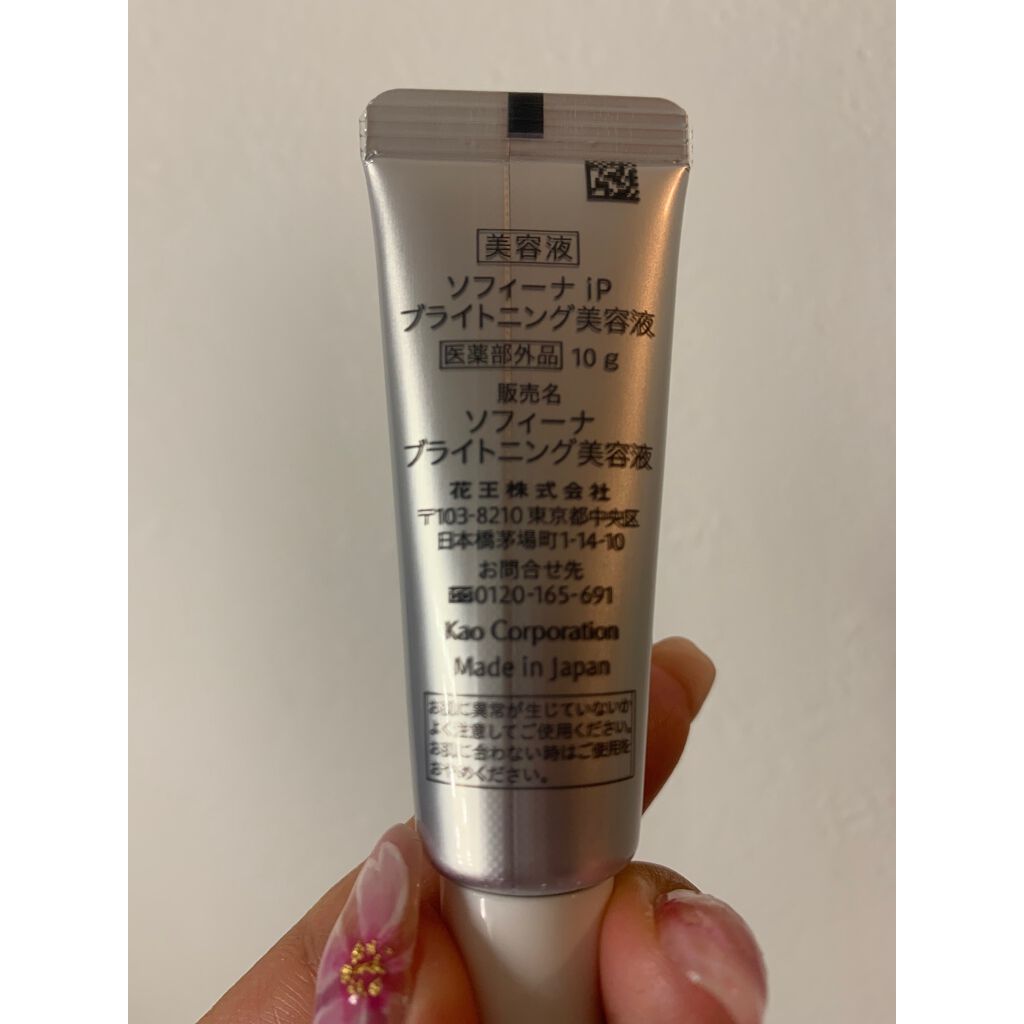 美容液
ソフィーナ iP
ブライトニング美容液
医薬部外品 10 g
販売名
ソフィーナ
ブライトニング美容液
花王株式会社
〒103-8210 東京都中央区
日本橋茅場町1-14-10
お問合せ先
0120-165-691
Kao Corporation
Made in Japan
お肌に異常が生じていないか
よく注意してご使用ください。
お肌に合わない時はご使用を
おやめください。